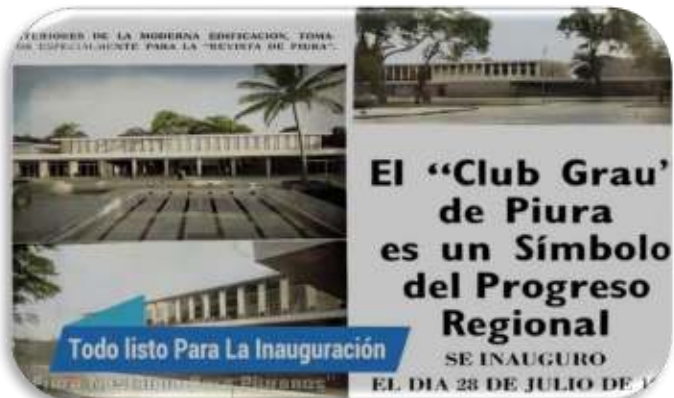 TERIORES DE LA MODERNA EDIFICACION, TOMA-
ESPECIALMENTE PARA LA "REVISTA DE PIURA".
El “Club Grau’
de Piura
es un Símbolo
del Progreso
Regional
SE INAUGURO
EL DIA 28 DE JULIO DE
Todo listo Para La Inauguración